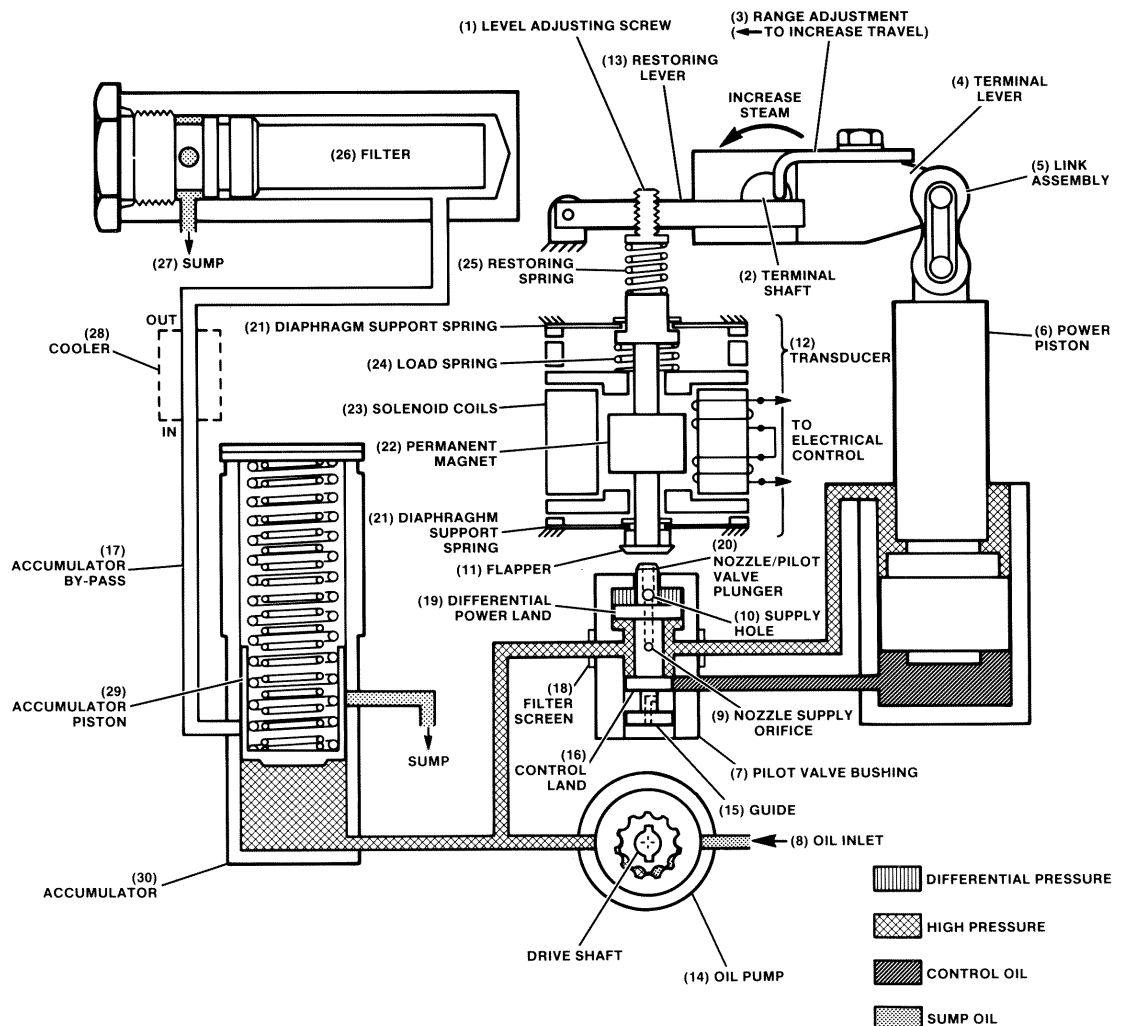 (1) LEVEL ADJUSTING SCREW
(3) RANGE ADJUSTMENT
(← TO INCREASE TRAVEL)
(13) RESTORING
LEVER
(4) TERMINAL
LEVER
INCREASE
STEAM
(26) FILTER
(5) LINK
ASSEMBLY
(27) SUMP
(25) RESTORING
SPRING
(2) TERMINAL
SHAFT
OUT
(28)
COOLER
IN
(21) DIAPHRAGM SUPPORT SPRING
(12)
TRANSDUCER
(6) POWER
PISTON
(24) LOAD SPRING
(23) SOLENOID COILS
TO
ELECTRICAL
CONTROL
(22) PERMANENT
MAGNET
(21) DIAPHRAGHM
SUPPORT
SPRING
(17)
ACCUMULATOR
BY-PASS
(11) FLAPPER
(20)
NOZZLE/PILOT
VALVE
PLUNGER
(19) DIFFERENTIAL
POWER LAND
(10) SUPPLY
HOLE
(29)
ACCUMULATOR
PISTON
(18)
FILTER
SCREEN
(9) NOZZLE SUPPLY
ORIFICE
SUMP
(16)
CONTROL
LAND
(7) PILOT VALVE BUSHING
(15) GUIDE
(8) OIL INLET
(30)
ACCUMULATOR
DRIVE SHAFT
(14) OIL PUMP
DIFFERENTIAL PRESSURE
HIGH PRESSURE
CONTROL OIL
SUMP OIL